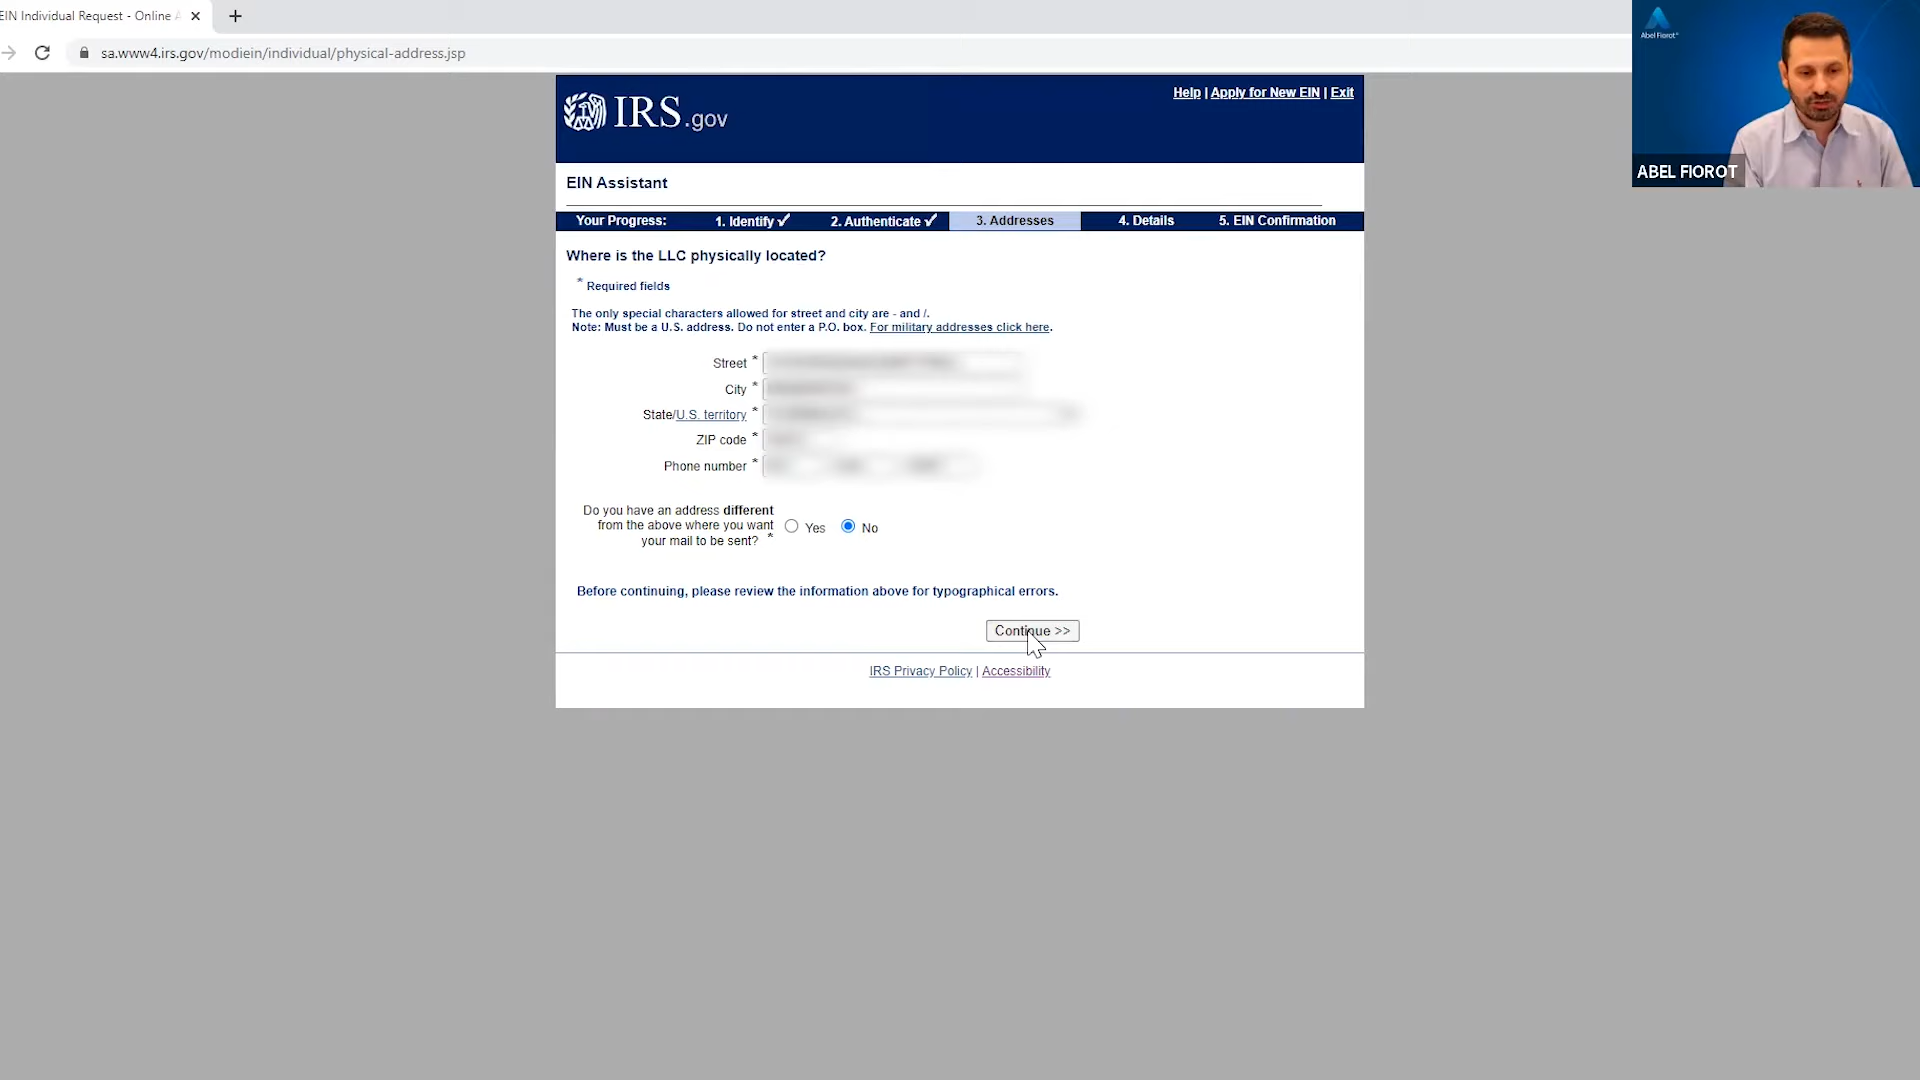 EIN Individual Request - Online A
sa.www4.irs.gov/modiein/individual/physical-address.jsp
Abel Fiorot
ABEL FIOROT
Help | Apply for New EIN | Exit
IRS.gov
EIN Assistant
Your Progress: 1. Identify ✓ 2. Authenticate ✓ 3. Addresses 4. Details 5. EIN Confirmation
Where is the LLC physically located?
* Required fields
The only special characters allowed for street and city are - and /.
Note: Must be a U.S. address. Do not enter a P.O. box. For military addresses click here.
Street *
City *
State/U.S. territory *
ZIP code *
Phone number *
Do you have an address different
from the above where you want
your mail to be sent? *
Yes No
Before continuing, please review the information above for typographical errors.
Continue >>
IRS Privacy Policy | Accessibility